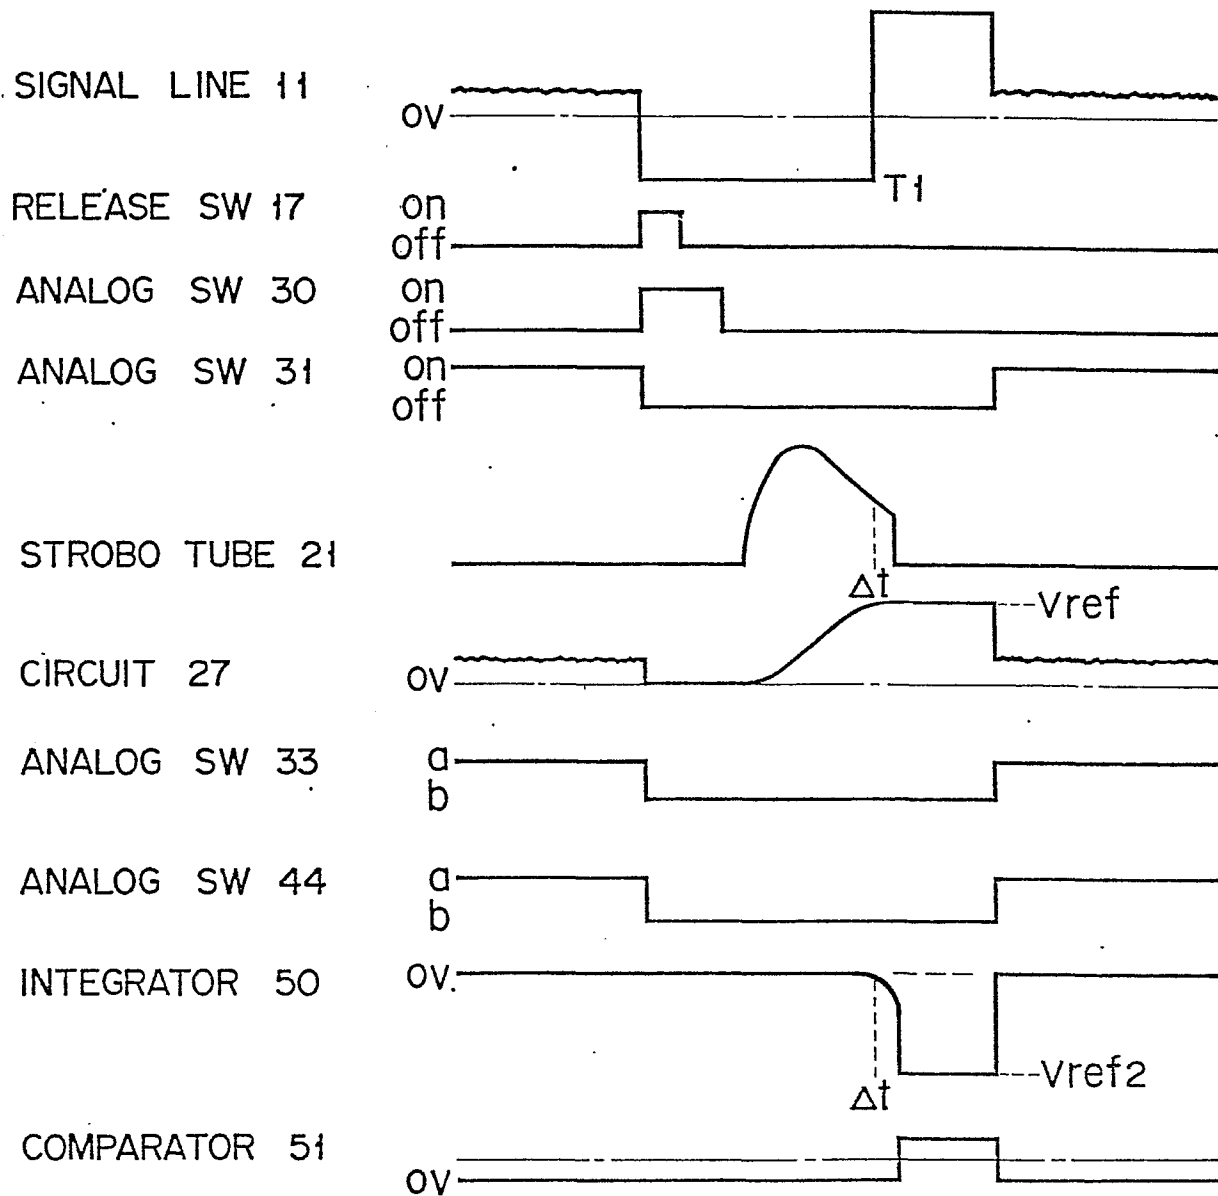 SIGNAL LINE 11
0V
T1
RELEASE SW 17
on
off
ANALOG SW 30
on
off
ANALOG SW 31
on
off
STROBO TUBE 21
Δt
Vref
CIRCUIT 27
0V
ANALOG SW 33
a
b
ANALOG SW 44
a
b
INTEGRATOR 50
0V
Vref2
Δt
COMPARATOR 51
0V